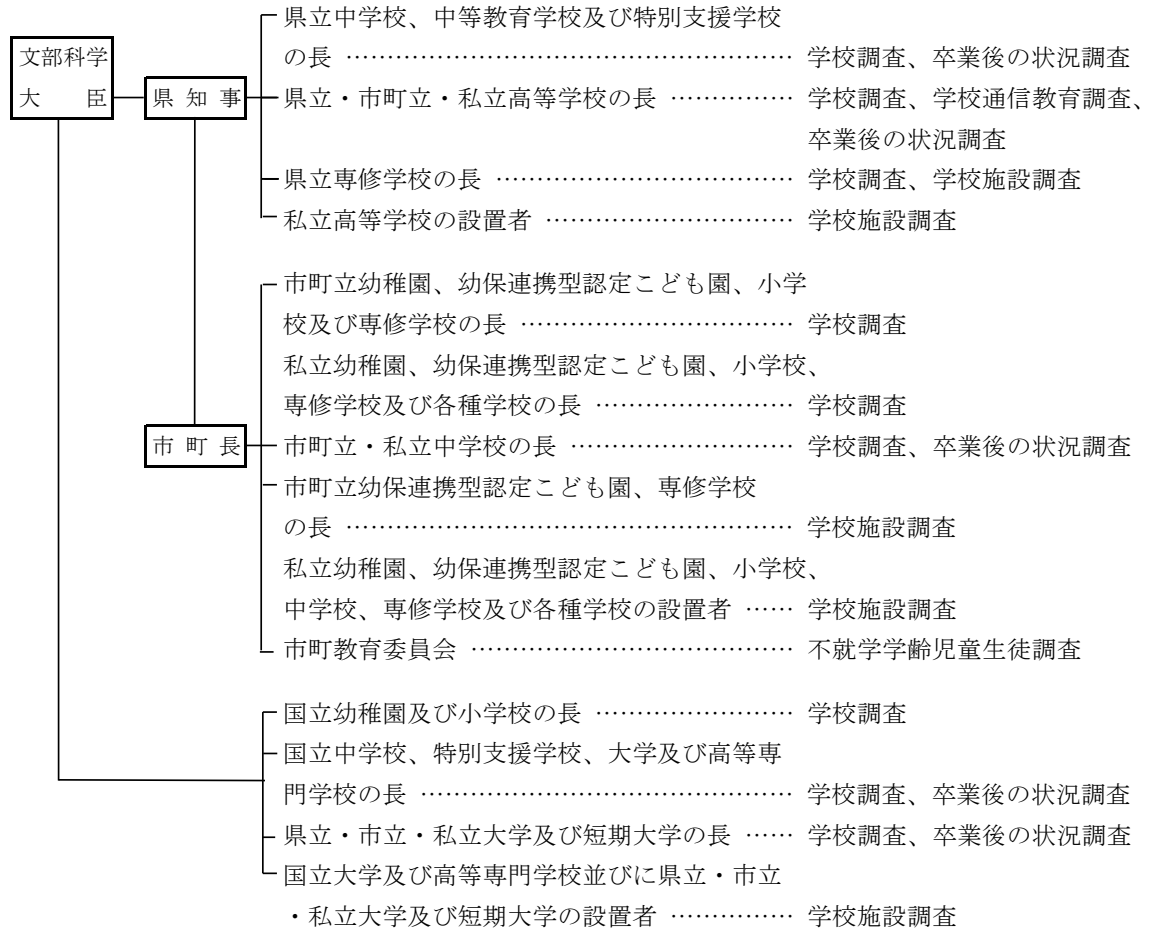 県立中学校、中等教育学校及び特別支援学校
の長 ……………………………………………… 学校調査、卒業後の状況調査
文部科学
大　　臣
県 知 事
県立・市町立・私立高等学校の長 …………… 学校調査、学校通信教育調査、
卒業後の状況調査
県立専修学校の長 ……………………………… 学校調査、学校施設調査
私立高等学校の設置者 ………………………… 学校施設調査
市町立幼稚園、幼保連携型認定こども園、小学
校及び専修学校の長 …………………………… 学校調査
私立幼稚園、幼保連携型認定こども園、小学校、
専修学校及び各種学校の長 …………………… 学校調査
市 町 長
市町立・私立中学校の長 ……………………… 学校調査、卒業後の状況調査
市町立幼保連携型認定こども園、専修学校
の長 ……………………………………………… 学校施設調査
私立幼稚園、幼保連携型認定こども園、小学校、
中学校、専修学校及び各種学校の設置者 …… 学校施設調査
市町教育委員会 ………………………………… 不就学学齢児童生徒調査
国立幼稚園及び小学校の長 …………………… 学校調査
国立中学校、特別支援学校、大学及び高等専
門学校の長 ……………………………………… 学校調査、卒業後の状況調査
県立・市立・私立大学及び短期大学の長 …… 学校調査、卒業後の状況調査
国立大学及び高等専門学校並びに県立・市立
・私立大学及び短期大学の設置者 …………… 学校施設調査